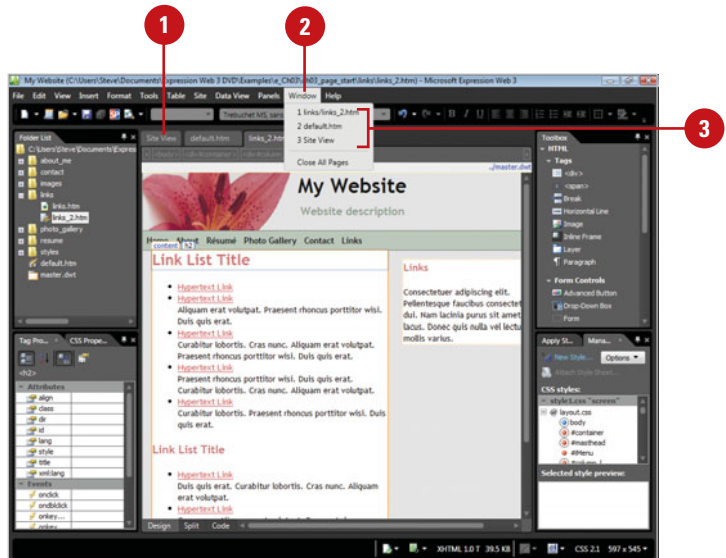 1
2
3
My Website (C:\Users\Steve\Documents\Expression Web 3 DVD\Examples\e_Ch03\ch03_page_start\links\links_2.htm) - Microsoft Expression Web 3
File Edit View Insert Format Tools Table Site Data View Panels Window Help
Trebuchet MS, sans
1 links/links_2.htm
2 default.htm
3 Site View
Close All Pages
Folder List
C:\Users\Steve\Documents\Expres
about_me
contact
images
links
links.htm
links_2.htm
photo_gallery
resume
styles
default.htm
master.dwt
Site View default.htm links_2.htm
../master.dwt
My Website
Website description
Home About Résumé Photo Gallery Contact Links
content h2
Link List Title
Hypertext Link
Hypertext Link
Aliquam erat volutpat. Praesent rhoncus porttitor wisi.
Duis quis erat.
Hypertext Link
Curabitur lobortis. Cras nunc. Aliquam erat volutpat.
Praesent rhoncus porttitor wisi. Duis quis erat.
Hypertext Link
Praesent rhoncus porttitor wisi. Duis quis erat.
Curabitur lobortis. Cras nunc. Aliquam erat volutpat.
Hypertext Link
Curabitur lobortis. Praesent rhoncus porttitor wisi. Duis
quis erat.
Link List Title
Hypertext Link
Duis quis erat. Curabitur lobortis. Cras nunc. Aliquam
erat volutpat.
Hypertext Link
Links
Consectetuer adipiscing elit.
Pellentesque faucibus consectet
dui. Nam lacinia purus sit amet
lacus. Donec quis nulla vel lectu
mollis varius.
Design Split Code
Toolbox
HTML
Tags
<div>
<span>
Break
Horizontal Line
Image
Inline Frame
Layer
Paragraph
Form Controls
Advanced Button
Drop-Down Box
Form
Tag Pro... CSS Prope...
<h2>
Attributes
align
class
dir
id
lang
style
title
xml:lang
Events
onclick
ondblclick
onkey...
onkey...
Apply St... Mana...
New Style... Options
Attach Style Sheet...
CSS styles:
style1.css "screen"
layout.css
body
#container
#masthead
#iMenu
Selected style preview:
XHTML 1.0 T 39.5 KB CSS 2.1 597 x 545